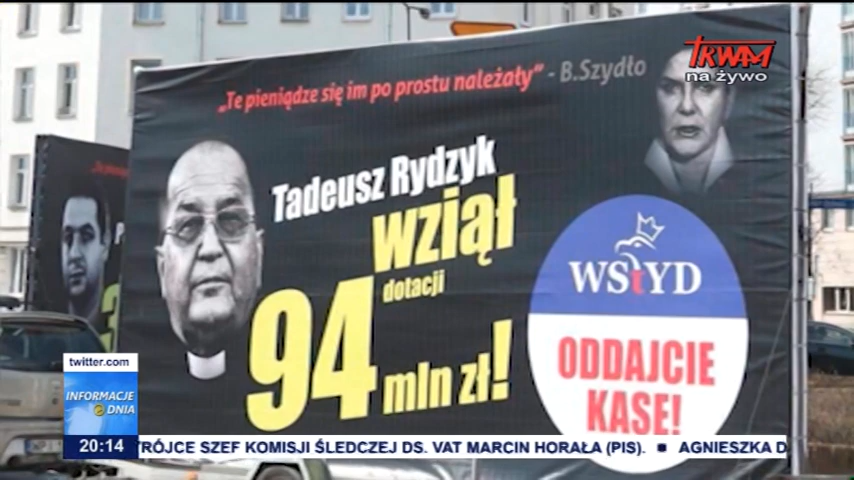 TRWAM
na żywo
„Te pieniądze się im po prostu należały” - B.Szydło
Tadeusz Rydzyk
wziął
94
dotacji
mln zł!
WStYD
ODDAJCIE
KASĘ!
twitter.com
INFORMACJE
DNIA
20:14
TRÓJCE SZEF KOMISJI ŚLEDCZEJ DS. VAT MARCIN HORAŁA (PIS). ■ AGNIESZKA D